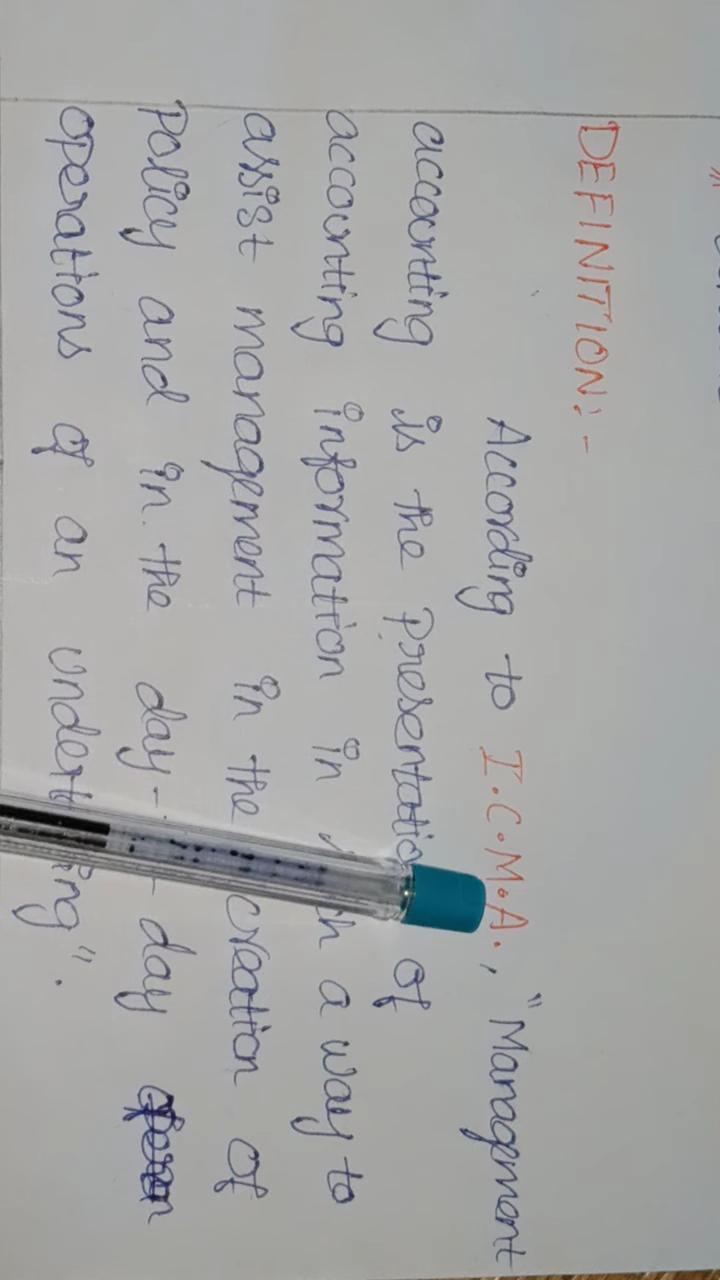 DEFINITION:-
According to I.C.M.A., "Management
accounting is the presentation of
accounting information in a way to
assist management in the creation of
policy and in the day- -day
operations of an